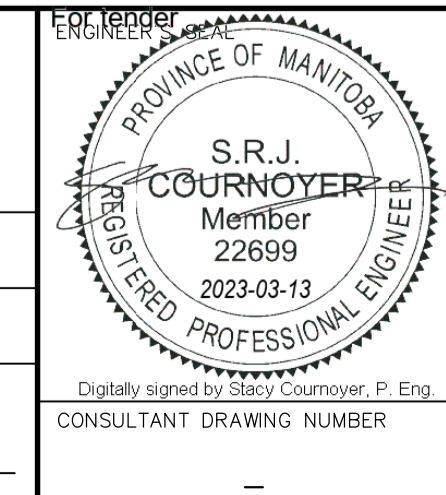 For tender
ENGINEER'S SEAL
PROVINCE OF MANITOBA
S.R.J.
COURNOYER
Member
22699
2023-03-13
REGISTERED PROFESSIONAL ENGINEER
Digitally signed by Stacy Cournoyer, P. Eng.
CONSULTANT DRAWING NUMBER
—